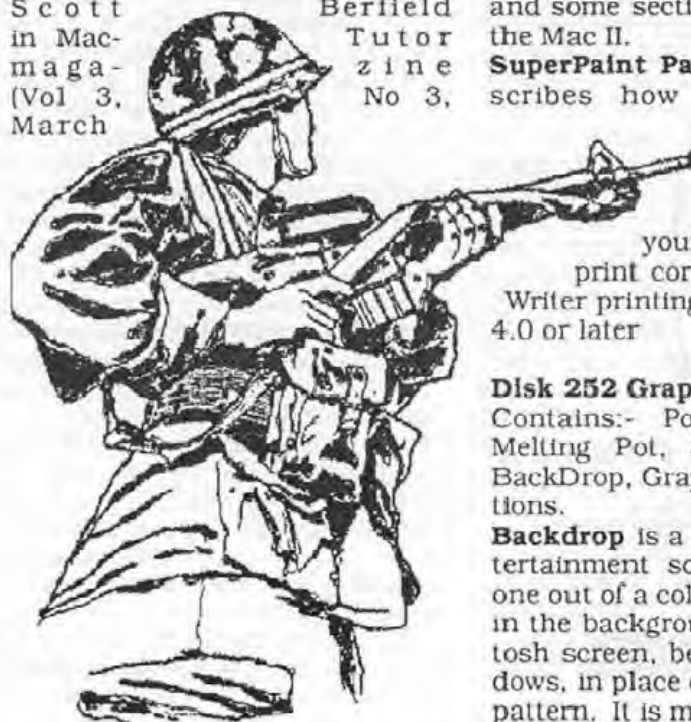 Scott Berfield
in Mac- Tutor
maga- zine
(Vol 3, No 3,
March
and some secti
the Mac II.
SuperPaint Pa
scribes how
your
print con
Writer printing
4.0 or later
Disk 252 Grap
Contains:- Po
Melting Pot,
BackDrop, Gra
tions.
Backdrop is a
tertainment sc
one out of a col
in the backgrou
tosh screen, be
dows, in place
pattern. It is m